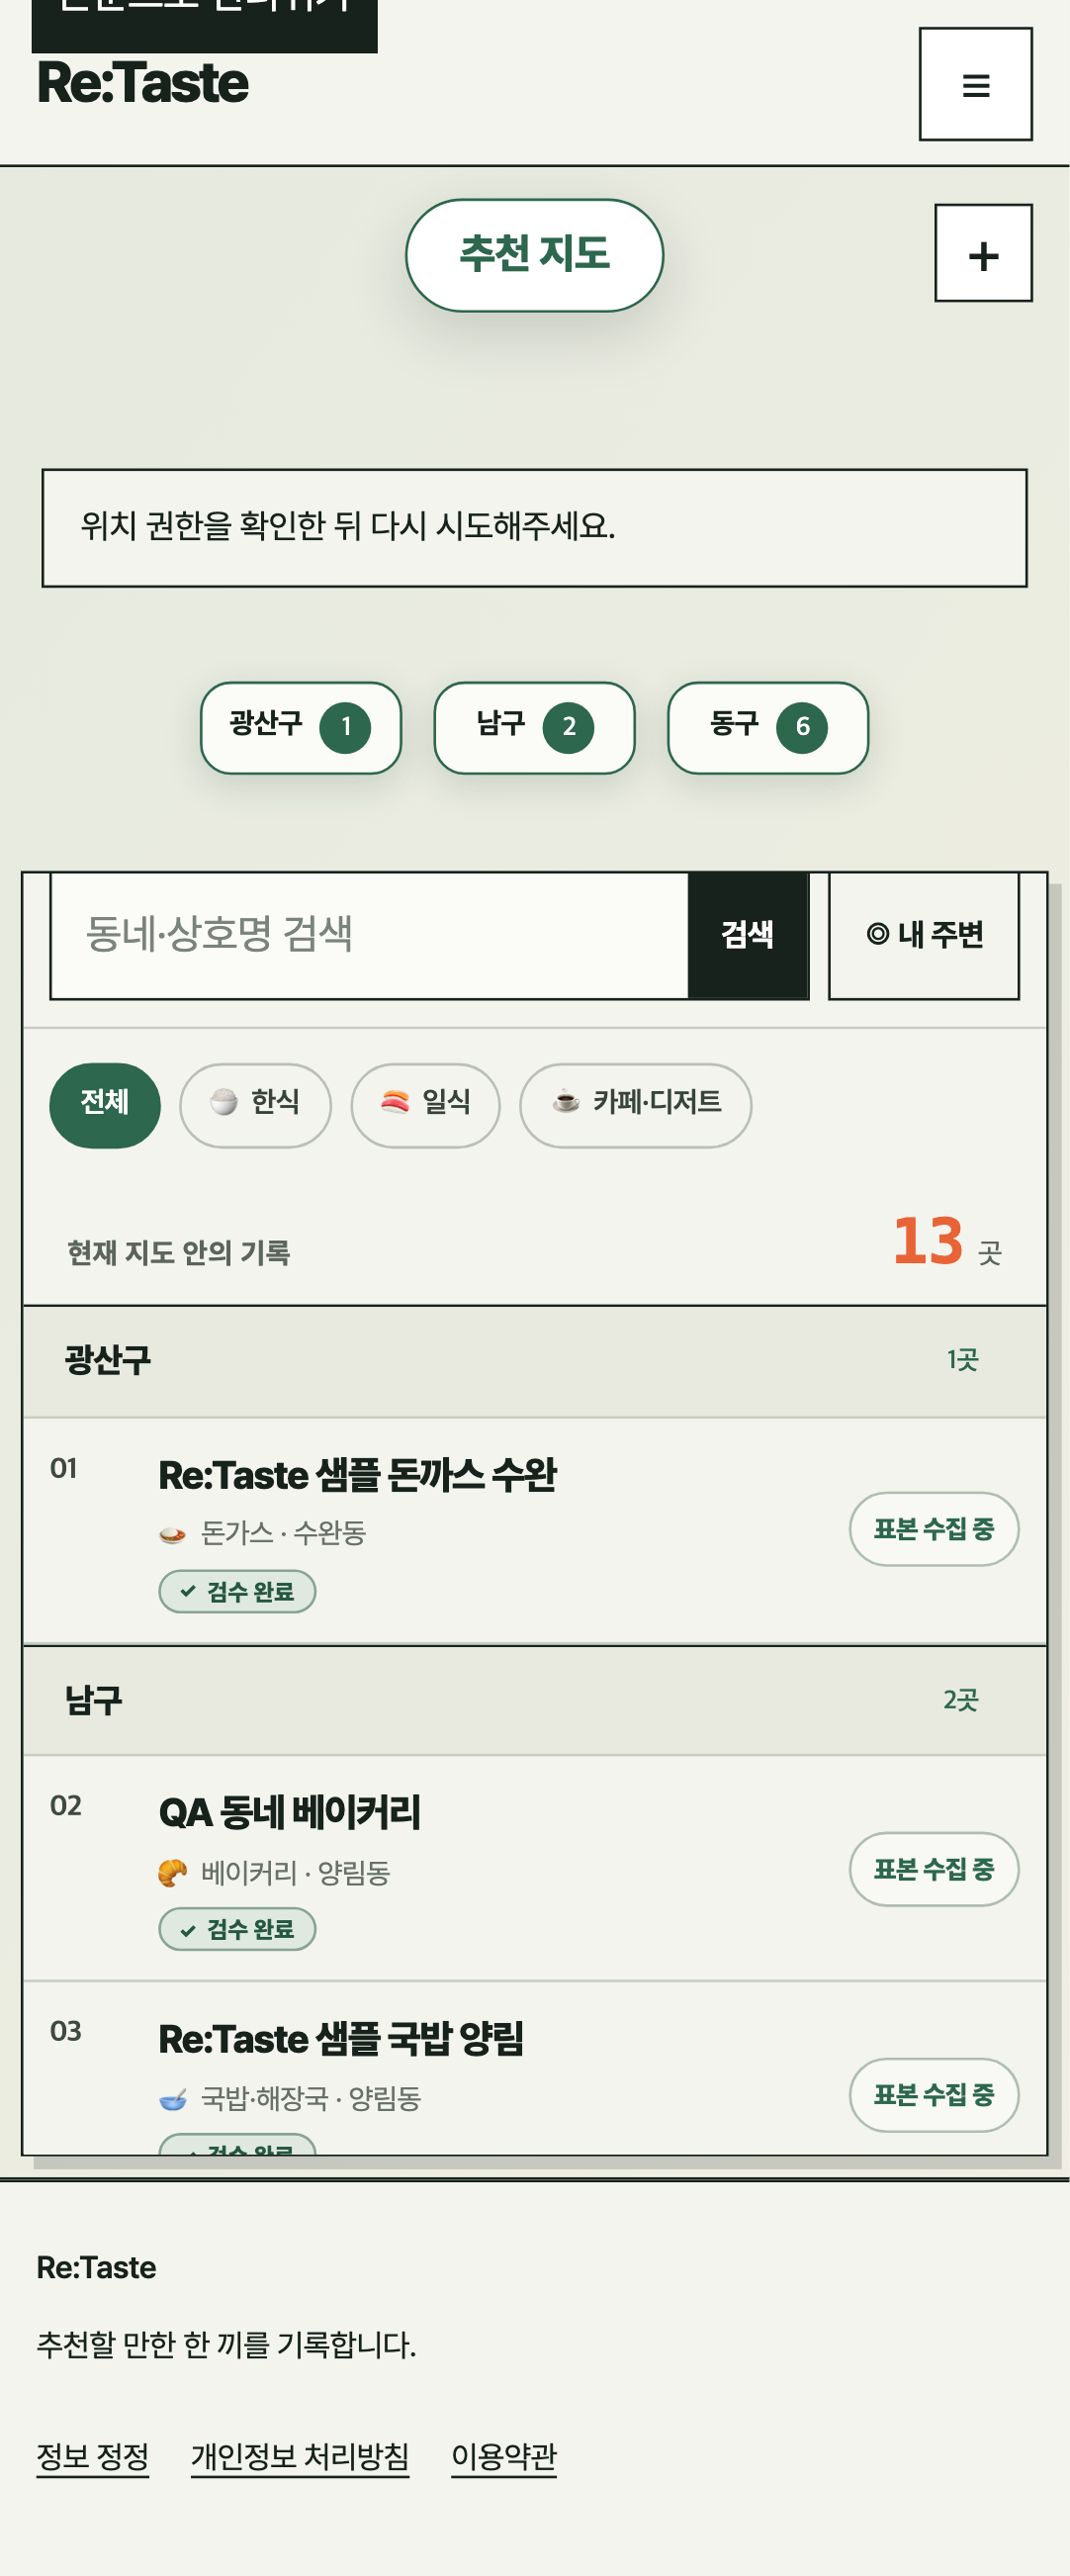 Re:Taste
추천 지도
+
위치 권한을 확인한 뒤 다시 시도해주세요.
광산구 1
남구 2
동구 6
동네·상호명 검색
검색
◎ 내 주변
전체
한식
일식
카페·디저트
현재 지도 안의 기록
13 곳
광산구
1곳
01
Re:Taste 샘플 돈까스 수완
돈가스 · 수완동
✓ 검수 완료
표본 수집 중
남구
2곳
02
QA 동네 베이커리
베이커리 · 양림동
✓ 검수 완료
표본 수집 중
03
Re:Taste 샘플 국밥 양림
국밥·해장국 · 양림동
표본 수집 중
Re:Taste
추천할 만한 한 끼를 기록합니다.
정보 정정
개인정보 처리방침
이용약관